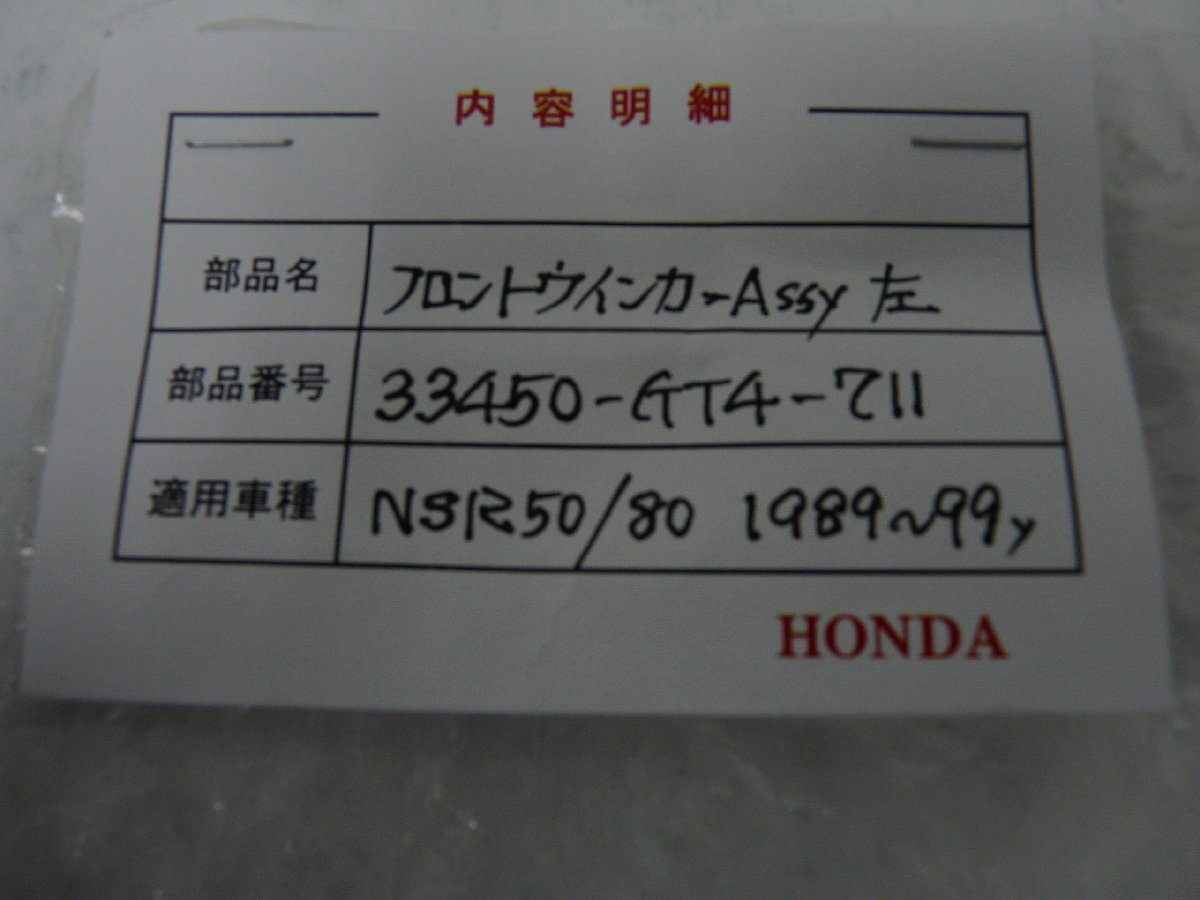 内容明細
部品名 フロントウインカーAssy 左
部品番号 33450-GT4-711
適用車種 NSR50/80 1989~99y
HONDA